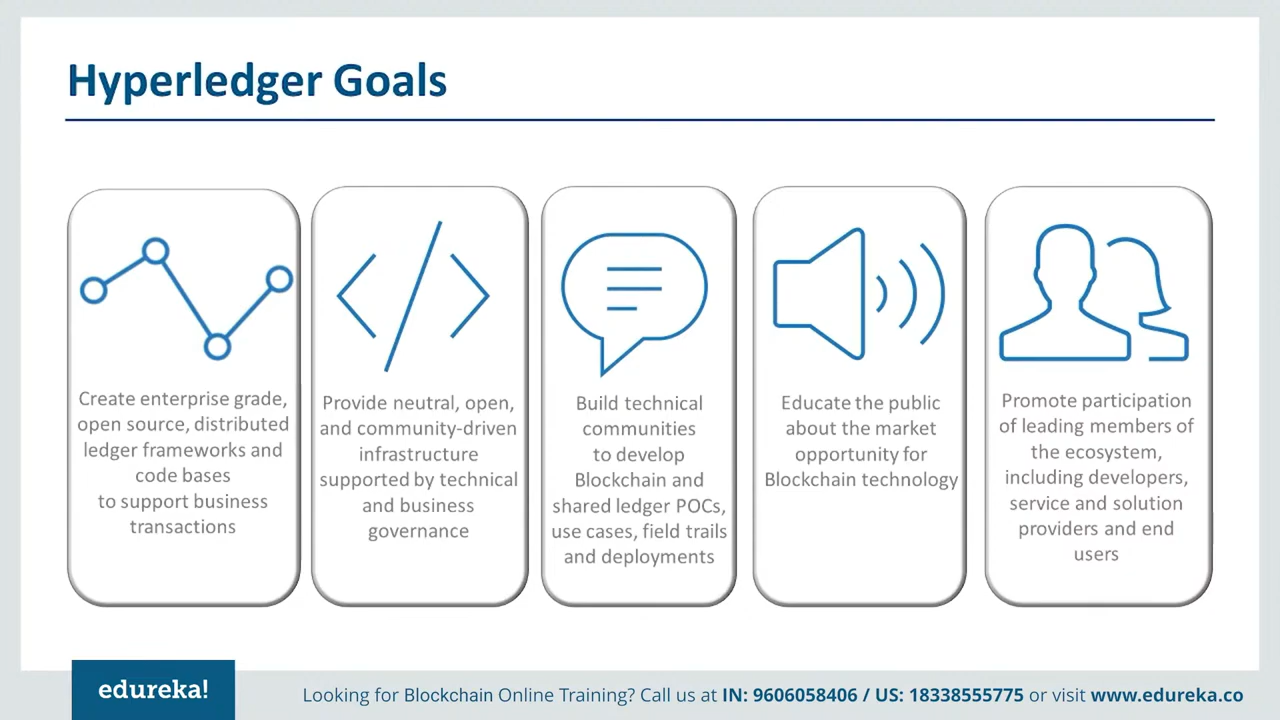 Hyperledger Goals
Create enterprise grade,
open source, distributed
ledger frameworks and
code bases
to support business
transactions
Provide neutral, open,
and community-driven
infrastructure
supported by technical
and business
governance
Build technical
communities
to develop
Blockchain and
shared ledger POCs,
use cases, field trails
and deployments
Educate the public
about the market
opportunity for
Blockchain technology
Promote participation
of leading members of
the ecosystem,
including developers,
service and solution
providers and end
users
edureka!
Looking for Blockchain Online Training? Call us at IN: 9606058406 / US: 18338555775 or visit www.edureka.co